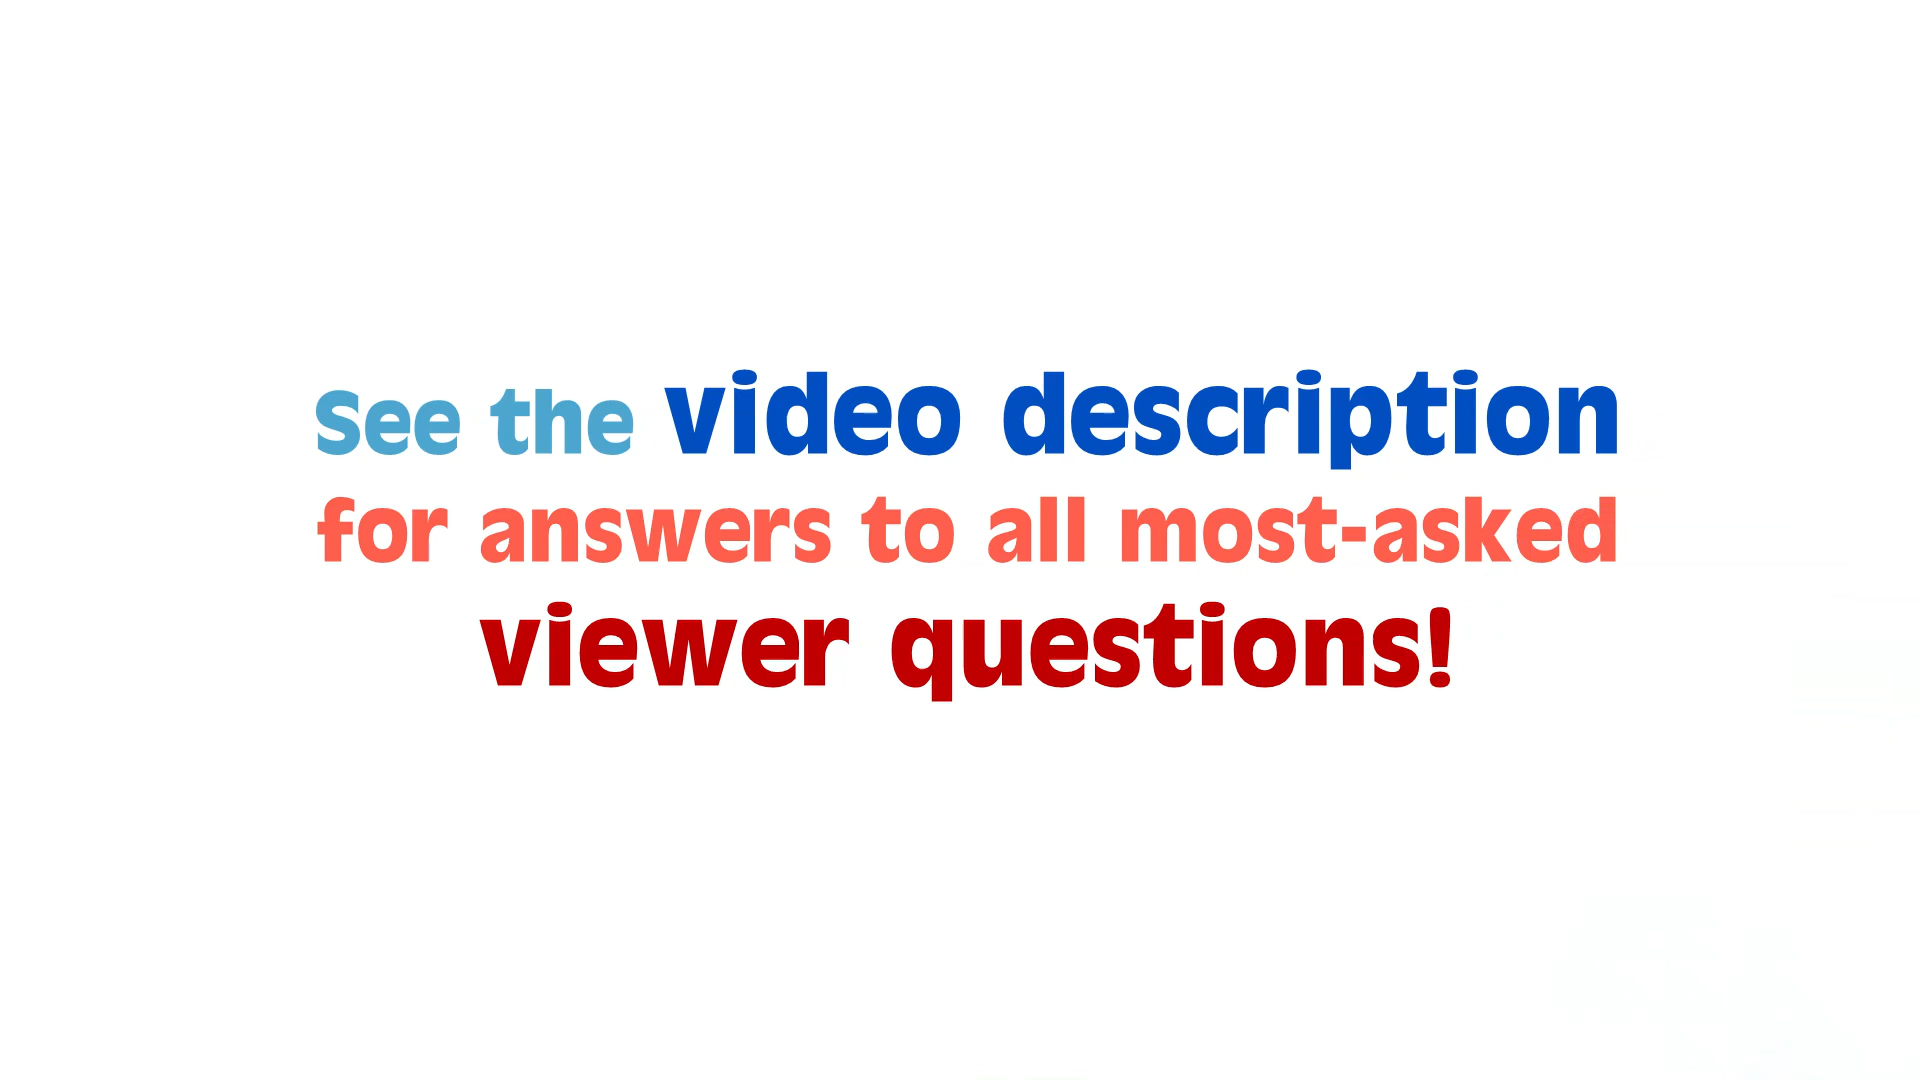 See the video description
for answers to all most-asked
viewer questions!